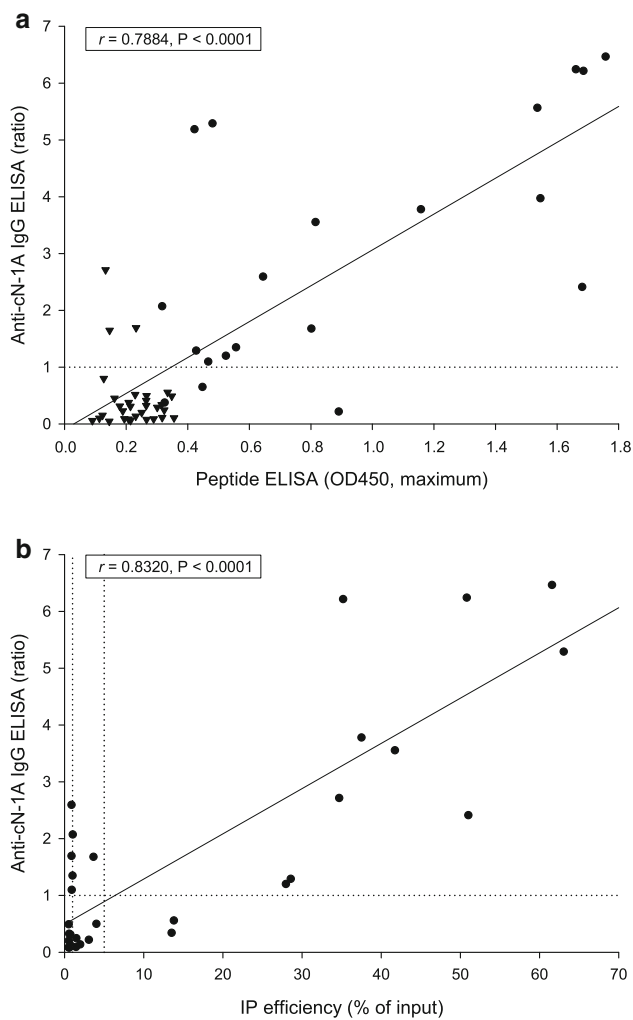 a
r = 0.7884, P < 0.0001
7
6
5
4
3
2
1
0
Anti-cN-1A IgG ELISA (ratio)
0.0 0.2 0.4 0.6 0.8 1.0 1.2 1.4 1.6 1.8
Peptide ELISA (OD450, maximum)
b
r = 0.8320, P < 0.0001
7
6
5
4
3
2
1
0
Anti-cN-1A IgG ELISA (ratio)
0 10 20 30 40 50 60 70
IP efficiency (% of input)